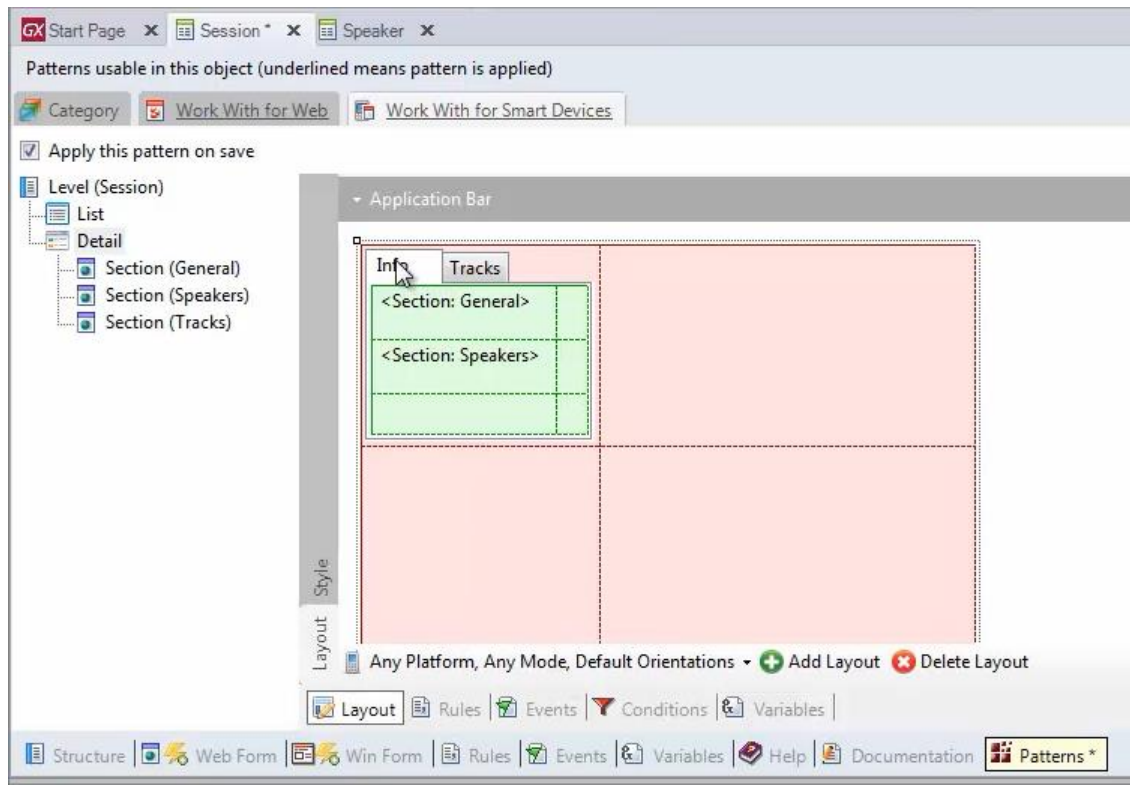 GX Start Page X Session * X Speaker X
Patterns usable in this object (underlined means pattern is applied)
Category Work With for Web Work With for Smart Devices
Apply this pattern on save
Level (Session)
List
Detail
Section (General)
Section (Speakers)
Section (Tracks)
Application Bar
Info Tracks
<Section: General>
<Section: Speakers>
Style
Layout
Any Platform, Any Mode, Default Orientations Add Layout Delete Layout
Layout Rules Events Conditions Variables
Structure Web Form Win Form Rules Events Variables Help Documentation Patterns *